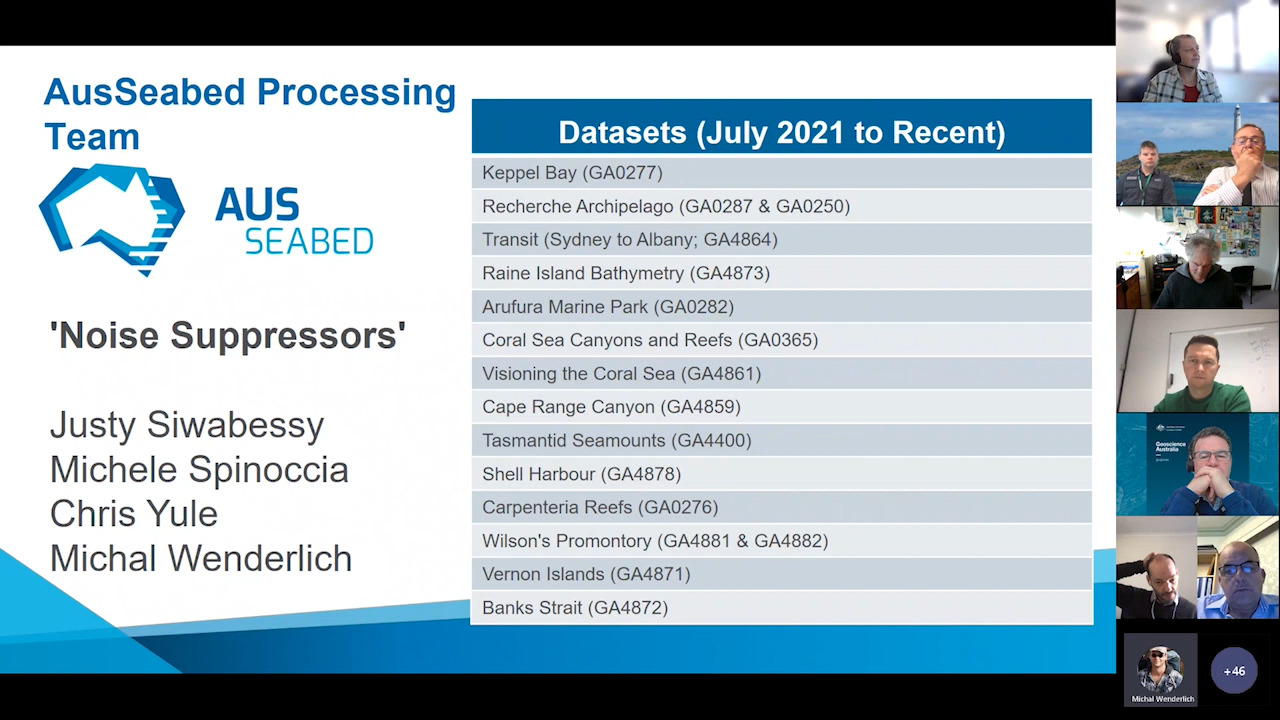 AusSeabed Processing
Team
AUS
SEABED
'Noise Suppressors'
Justy Siwabessy
Michele Spinoccia
Chris Yule
Michal Wenderlich
Datasets (July 2021 to Recent)
Keppel Bay (GA0277)
Recherche Archipelago (GA0287 & GA0250)
Transit (Sydney to Albany; GA4864)
Raine Island Bathymetry (GA4873)
Arufura Marine Park (GA0282)
Coral Sea Canyons and Reefs (GA0365)
Visioning the Coral Sea (GA4861)
Cape Range Canyon (GA4859)
Tasmantid Seamounts (GA4400)
Shell Harbour (GA4878)
Carpenteria Reefs (GA0276)
Wilson's Promontory (GA4881 & GA4882)
Vernon Islands (GA4871)
Banks Strait (GA4872)
Geoscience
Australia
Michal Wenderlich
+46